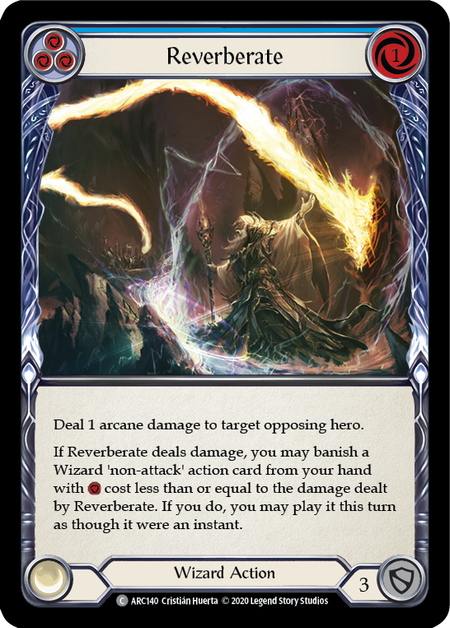 Reverberate
1
Deal 1 arcane damage to target opposing hero.
If Reverberate deals damage, you may banish a
Wizard 'non-attack' action card from your hand
with cost less than or equal to the damage dealt
by Reverberate. If you do, you may play it this turn
as though it were an instant.
Wizard Action
3
C ARC140 Cristián Huerta © 2020 Legend Story Studios